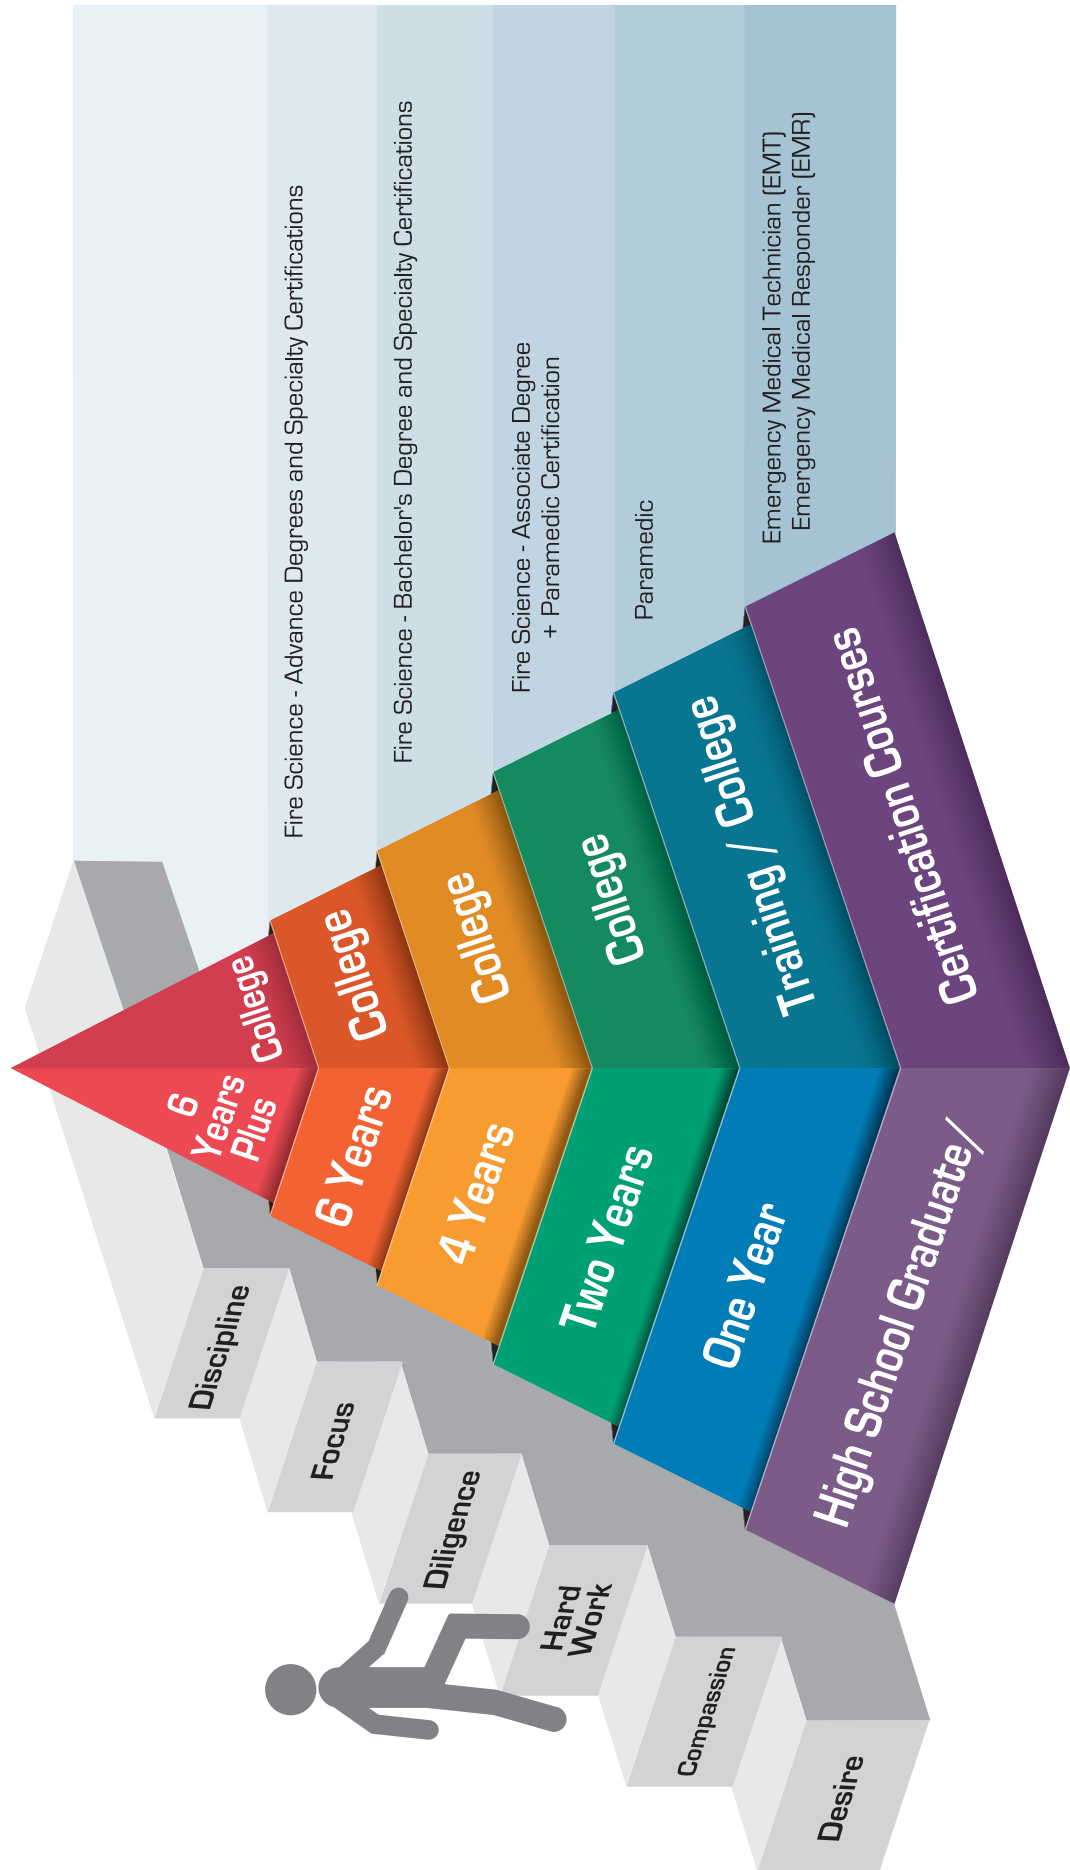 6
Years
Plus
College
6 Years
College
4 Years
College
Two Years
College
One Year
Training / College
High School Graduate/
Certification Courses
Fire Science - Advance Degrees and Specialty Certifications
Fire Science - Bachelor's Degree and Specialty Certifications
Fire Science - Associate Degree
+ Paramedic Certification
Paramedic
Emergency Medical Technician (EMT)
Emergency Medical Responder (EMR)
Discipline
Focus
Diligence
Hard
Work
Compassion
Desire